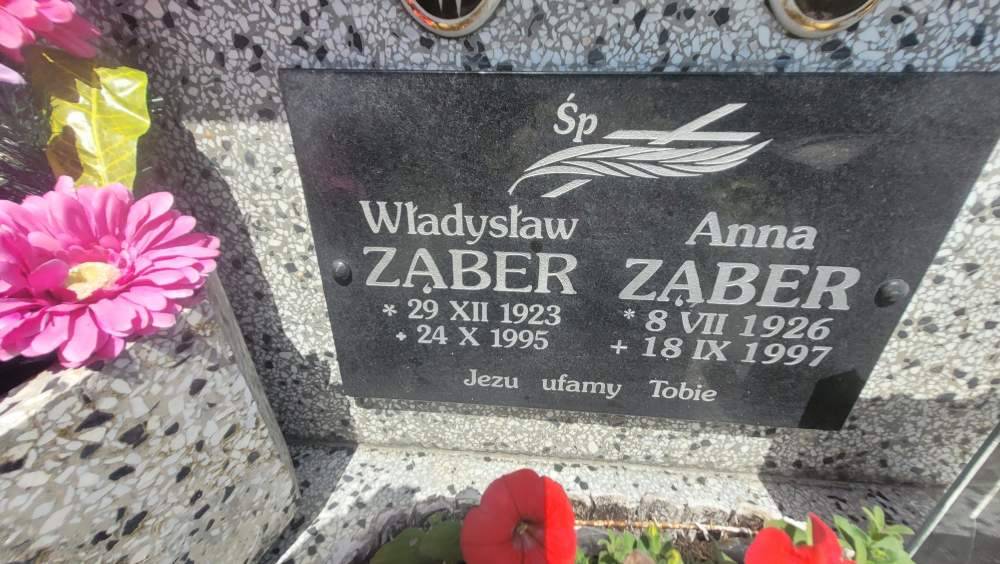 Śp
Władysław
ZĄBER
* 29 XII 1923
+ 24 X 1995
Anna
ZĄBER
* 8 VII 1926
+ 18 IX 1997
Jezu ufamy Tobie